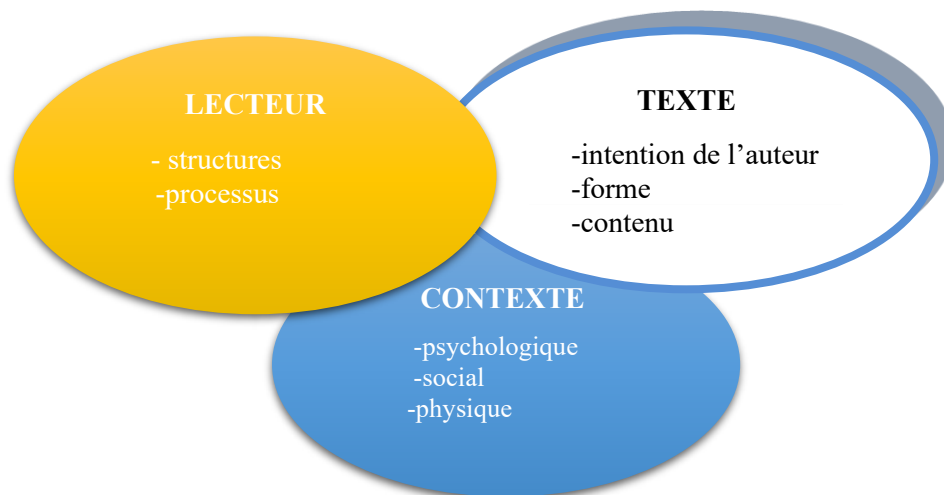 LECTEUR
- structures
-processus
TEXTE
-intention de l’auteur
-forme
-contenu
CONTEXTE
-psychologique
-social
-physique